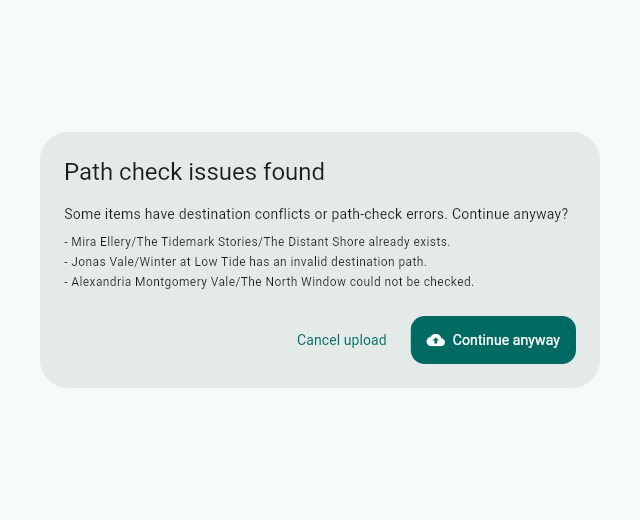 Path check issues found
Some items have destination conflicts or path-check errors. Continue anyway?
- Mira Ellery/The Tidemark Stories/The Distant Shore already exists.
- Jonas Vale/Winter at Low Tide has an invalid destination path.
- Alexandria Montgomery Vale/The North Window could not be checked.
Cancel upload
Continue anyway